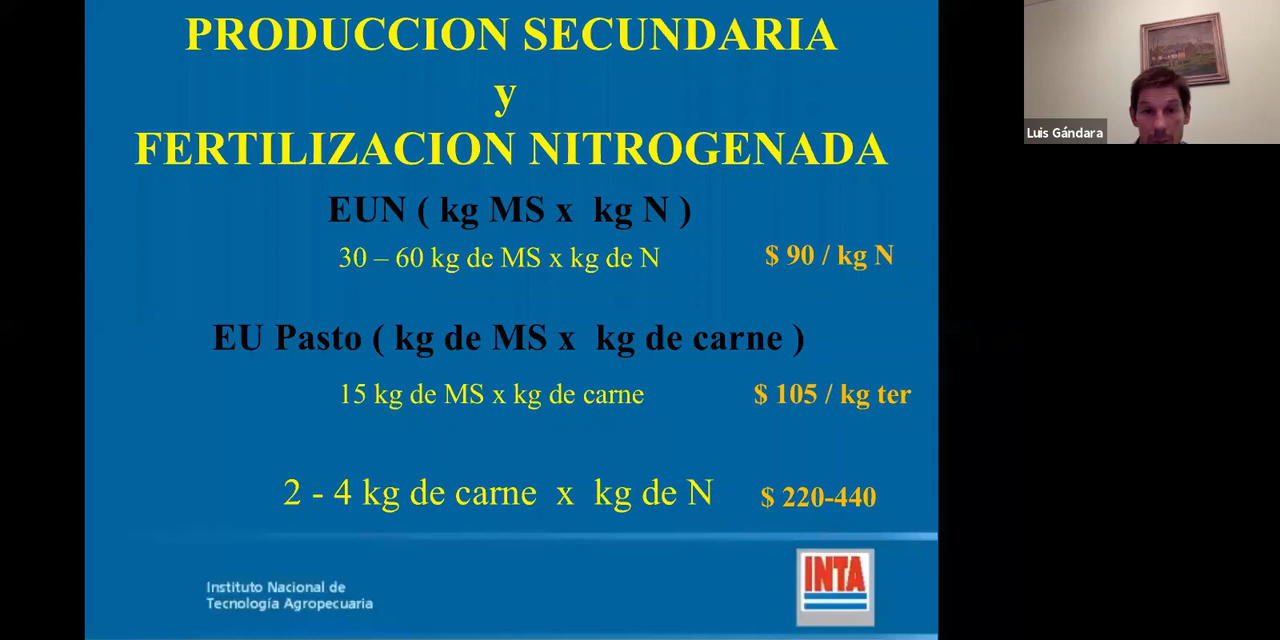 PRODUCCION SECUNDARIA
y
FERTILIZACION NITROGENADA
EUN ( kg MS x kg N )
30 – 60 kg de MS x kg de N $ 90 / kg N
EU Pasto ( kg de MS x kg de carne )
15 kg de MS x kg de carne $ 105 / kg ter
2 - 4 kg de carne x kg de N $ 220-440
Instituto Nacional de
Tecnología Agropecuaria
INTA
Luis Gándara